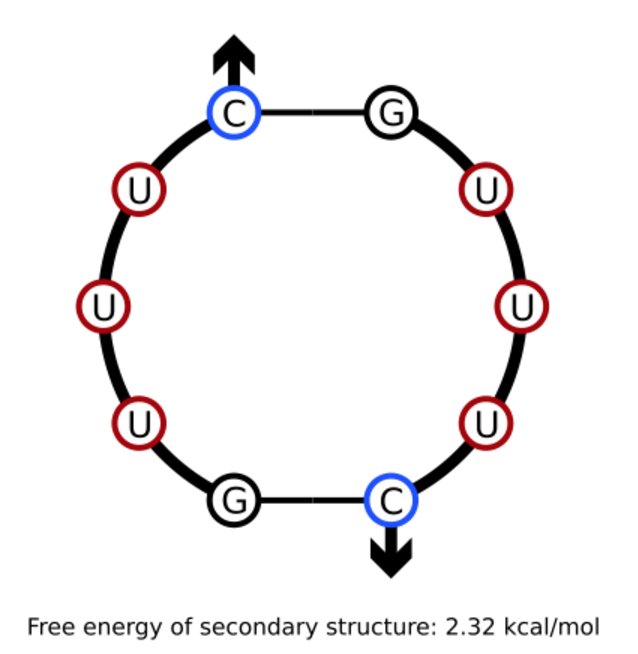 C G
U U
U U
U U
G C
Free energy of secondary structure: 2.32 kcal/mol